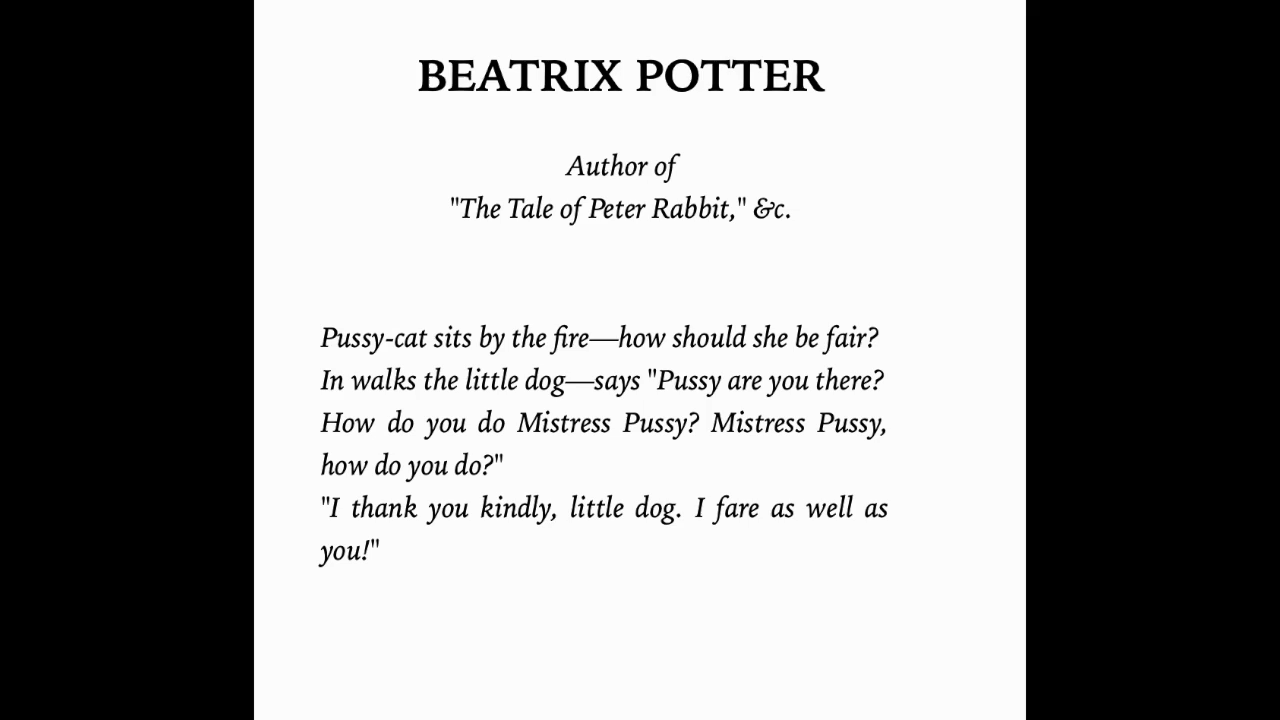 BEATRIX POTTER
Author of
"The Tale of Peter Rabbit," &c.
Pussy-cat sits by the fire—how should she be fair?
In walks the little dog—says "Pussy are you there?
How do you do Mistress Pussy? Mistress Pussy,
how do you do?"
"I thank you kindly, little dog. I fare as well as
you!"